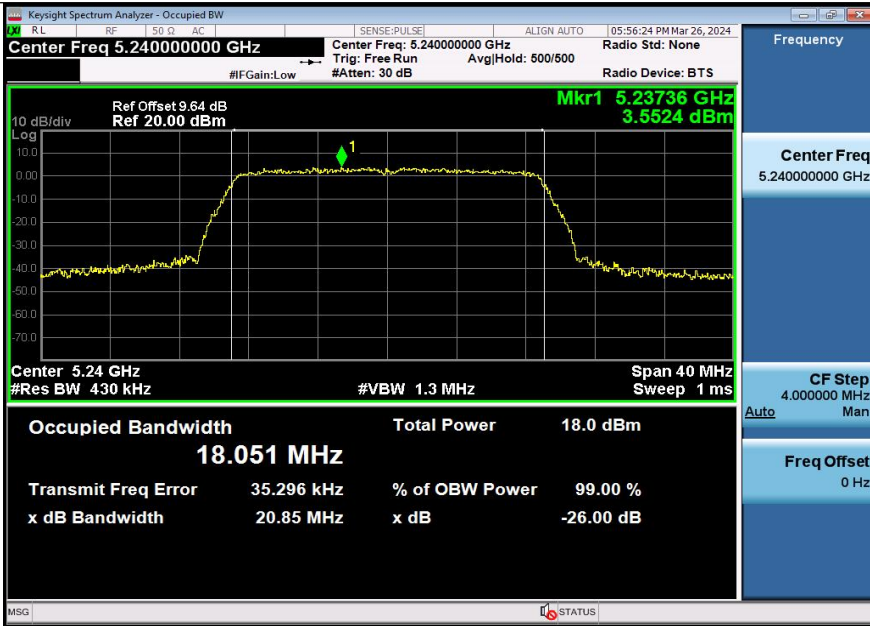 Keysight Spectrum Analyzer - Occupied BW
LXI RL RF 50 Ω AC SENSE:PULSE ALIGN AUTO 05:56:24 PM Mar 26, 2024
Center Freq 5.240000000 GHz
Center Freq: 5.240000000 GHz
Radio Std: None
Trig: Free Run Avg|Hold: 500/500
#IFGain:Low #Atten: 30 dB Radio Device: BTS
Ref Offset 9.64 dB
Mkr1 5.23736 GHz
10 dB/div Ref 20.00 dBm 3.5524 dBm
Log
10.0
1
0.00
-10.0
-20.0
-30.0
-40.0
-50.0
-60.0
-70.0
Center 5.24 GHz Span 40 MHz
#Res BW 430 kHz #VBW 1.3 MHz Sweep 1 ms
Occupied Bandwidth Total Power 18.0 dBm
18.051 MHz
Transmit Freq Error 35.296 kHz % of OBW Power 99.00 %
x dB Bandwidth 20.85 MHz x dB -26.00 dB
Frequency
Center Freq
5.240000000 GHz
CF Step
4.000000 MHz
Auto Man
Freq Offset
0 Hz
MSG STATUS